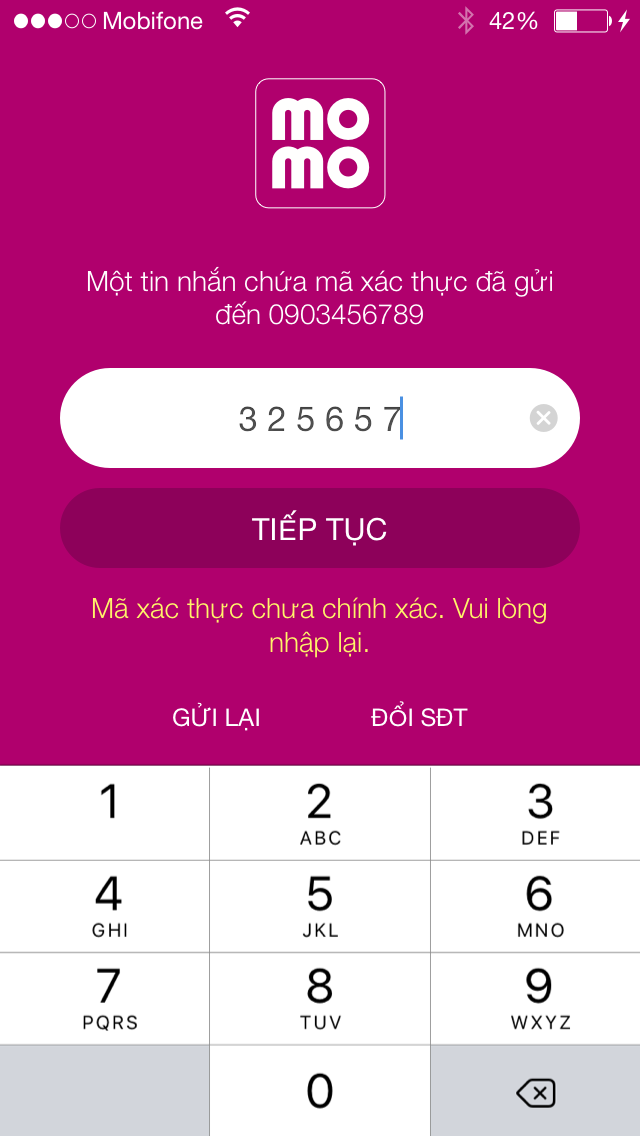 Mobifone 42%
mo
mo
Một tin nhắn chứa mã xác thực đã gửi
đến 0903456789
3 2 5 6 5 7
TIẾP TỤC
Mã xác thực chưa chính xác. Vui lòng
nhập lại.
GỬI LẠI ĐỔI SĐT
1 2 3
ABC DEF
4 5 6
GHI JKL MNO
7 8 9
PQRS TUV WXYZ
0